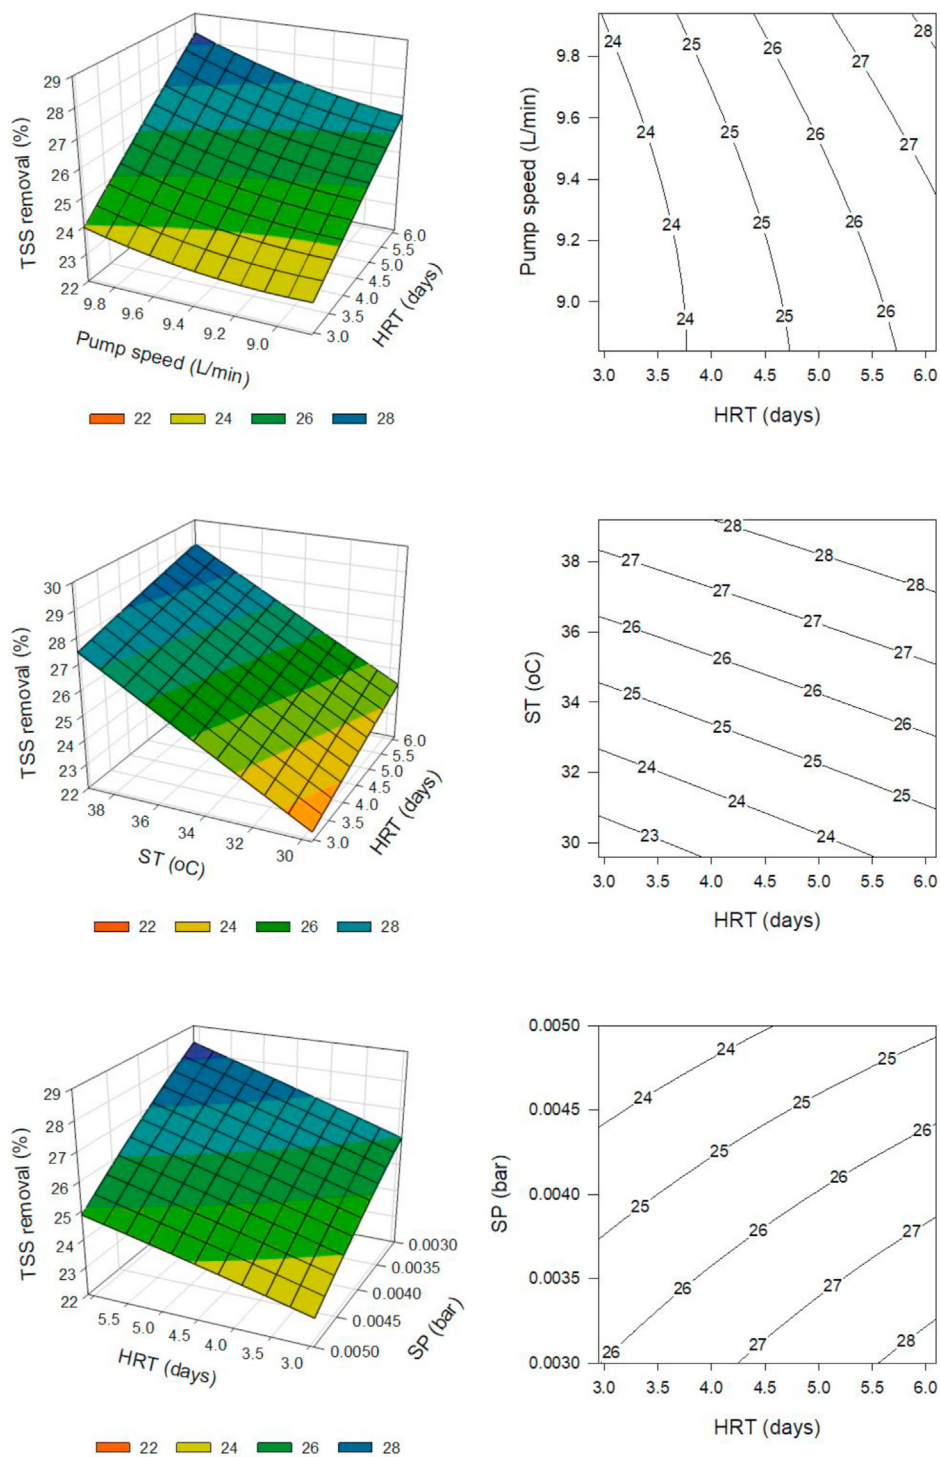 29
28
27
26
25
24
23
22
TSS removal (%)
9.8
9.6
9.4
9.2
9.0
Pump speed (L/min)
6.0
5.5
5.0
4.5
4.0
3.5
3.0
HRT (days)
22 24 26 28
Pump speed (L/min)
9.8
9.6
9.4
9.2
9.0
24 25 26 27 28
24 25 26 27
24 25 26
24 25 26
3.0 3.5 4.0 4.5 5.0 5.5 6.0
HRT (days)
30
29
28
27
26
25
24
23
22
TSS removal (%)
38
36
34
32
30
ST (oC)
6.0
5.5
5.0
4.5
4.0
3.5
3.0
HRT (days)
22 24 26 28
ST (oC)
38
36
34
32
30
28 28 28
27 27 27 27
26 26 26 26
25 25 25 25
24 24 24
23
3.0 3.5 4.0 4.5 5.0 5.5 6.0
HRT (days)
29
28
27
26
25
24
23
22
TSS removal (%)
5.5
5.0
4.5
4.0
3.5
3.0
HRT (days)
0.0030
0.0035
0.0040
0.0045
0.0050
SP (bar)
22 24 26 28
SP (bar)
0.0050
0.0045
0.0040
0.0035
0.0030
24 24
25 25 25 25
26 26 26 26 26
27 27 27
28
3.0 3.5 4.0 4.5 5.0 5.5 6.0
HRT (days)